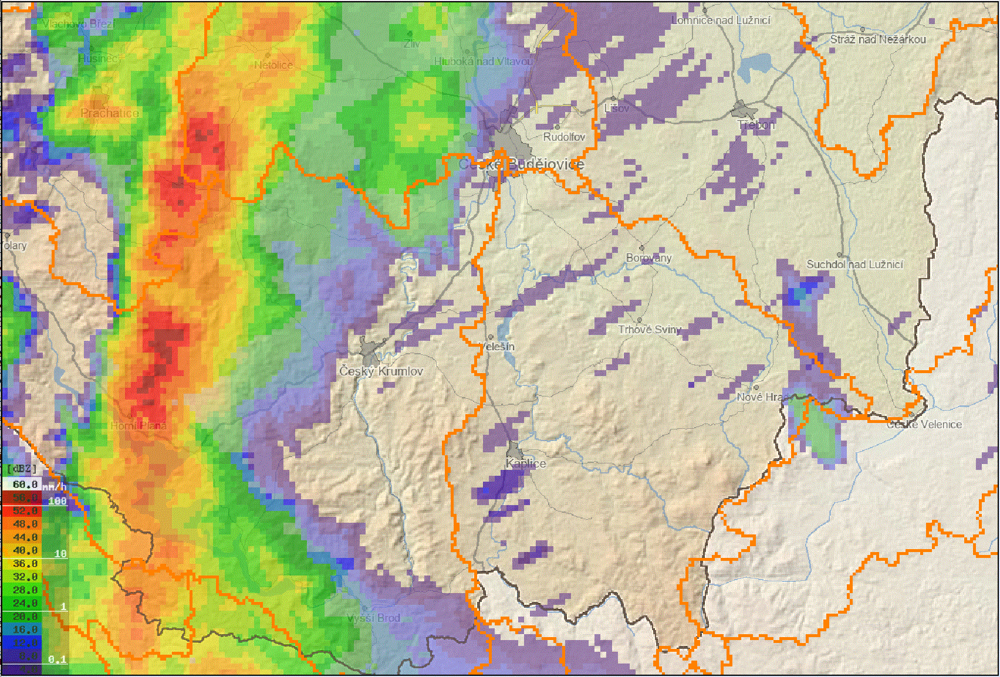 Lomnice nad Lužnicí
Vlachovo Březí
Stráž nad Nežárkou
Zliv
Husinec
Netolice
Hluboká nad Vltavou
Prachatice
Lišov
Třeboň
Rudolfov
České Budějovice
olary
Borovany
Suchdol nad Lužnicí
Trhové Sviny
Velešín
Český Krumlov
Nové Hrad
Horní Planá
České Velenice
Kaplice
[dBZ]
60.0
mm/h
56.0
100
52.0
48.0
44.0
40.0
10
36.0
32.0
28.0
24.0
1
20.0
Vyšší Brod
16.0
12.0
8.0
0.1